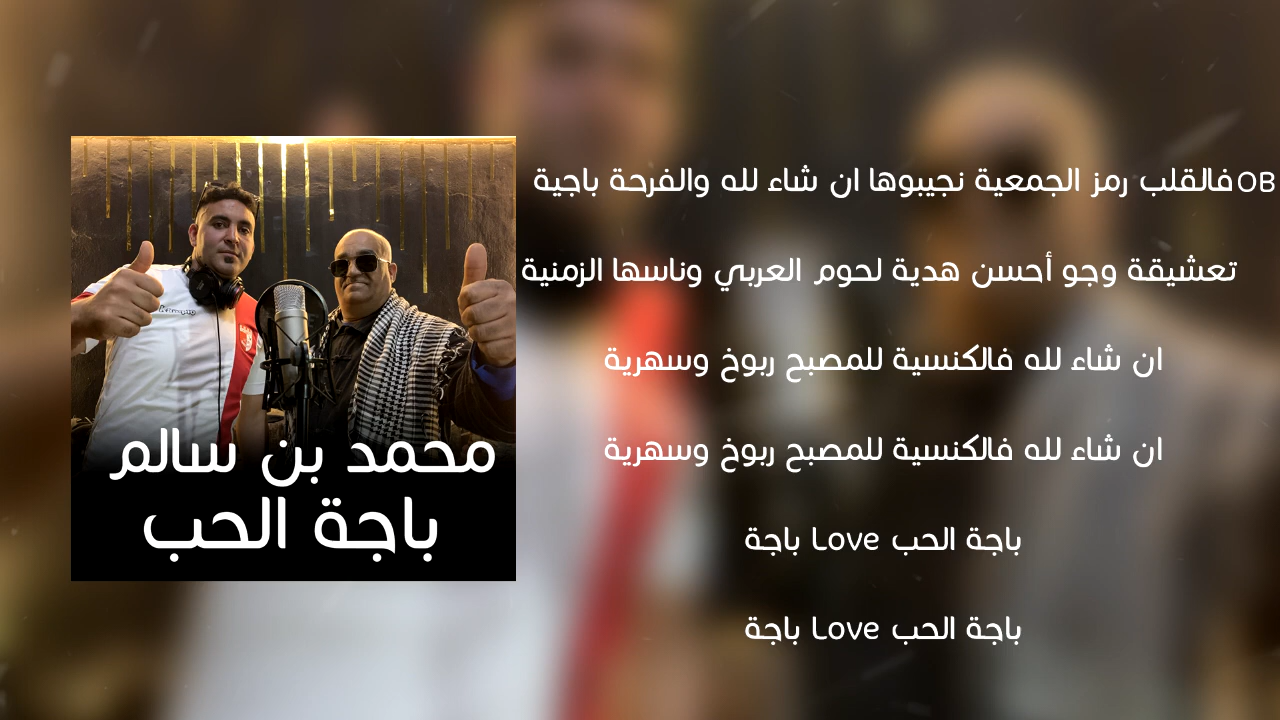 محمد بن سالم
باجة الحب
OB فالقلب رمز الجمعية نجيبوها ان شاء لله والفرحة باجية
تعشيقة وجو أحسن هدية لحوم العربي وناسها الزمنية
ان شاء لله فالكنسية للمصبح ربوخ وسهرية
ان شاء لله فالكنسية للمصبح ربوخ وسهرية
باجة الحب Love باجة
باجة الحب Love باجة